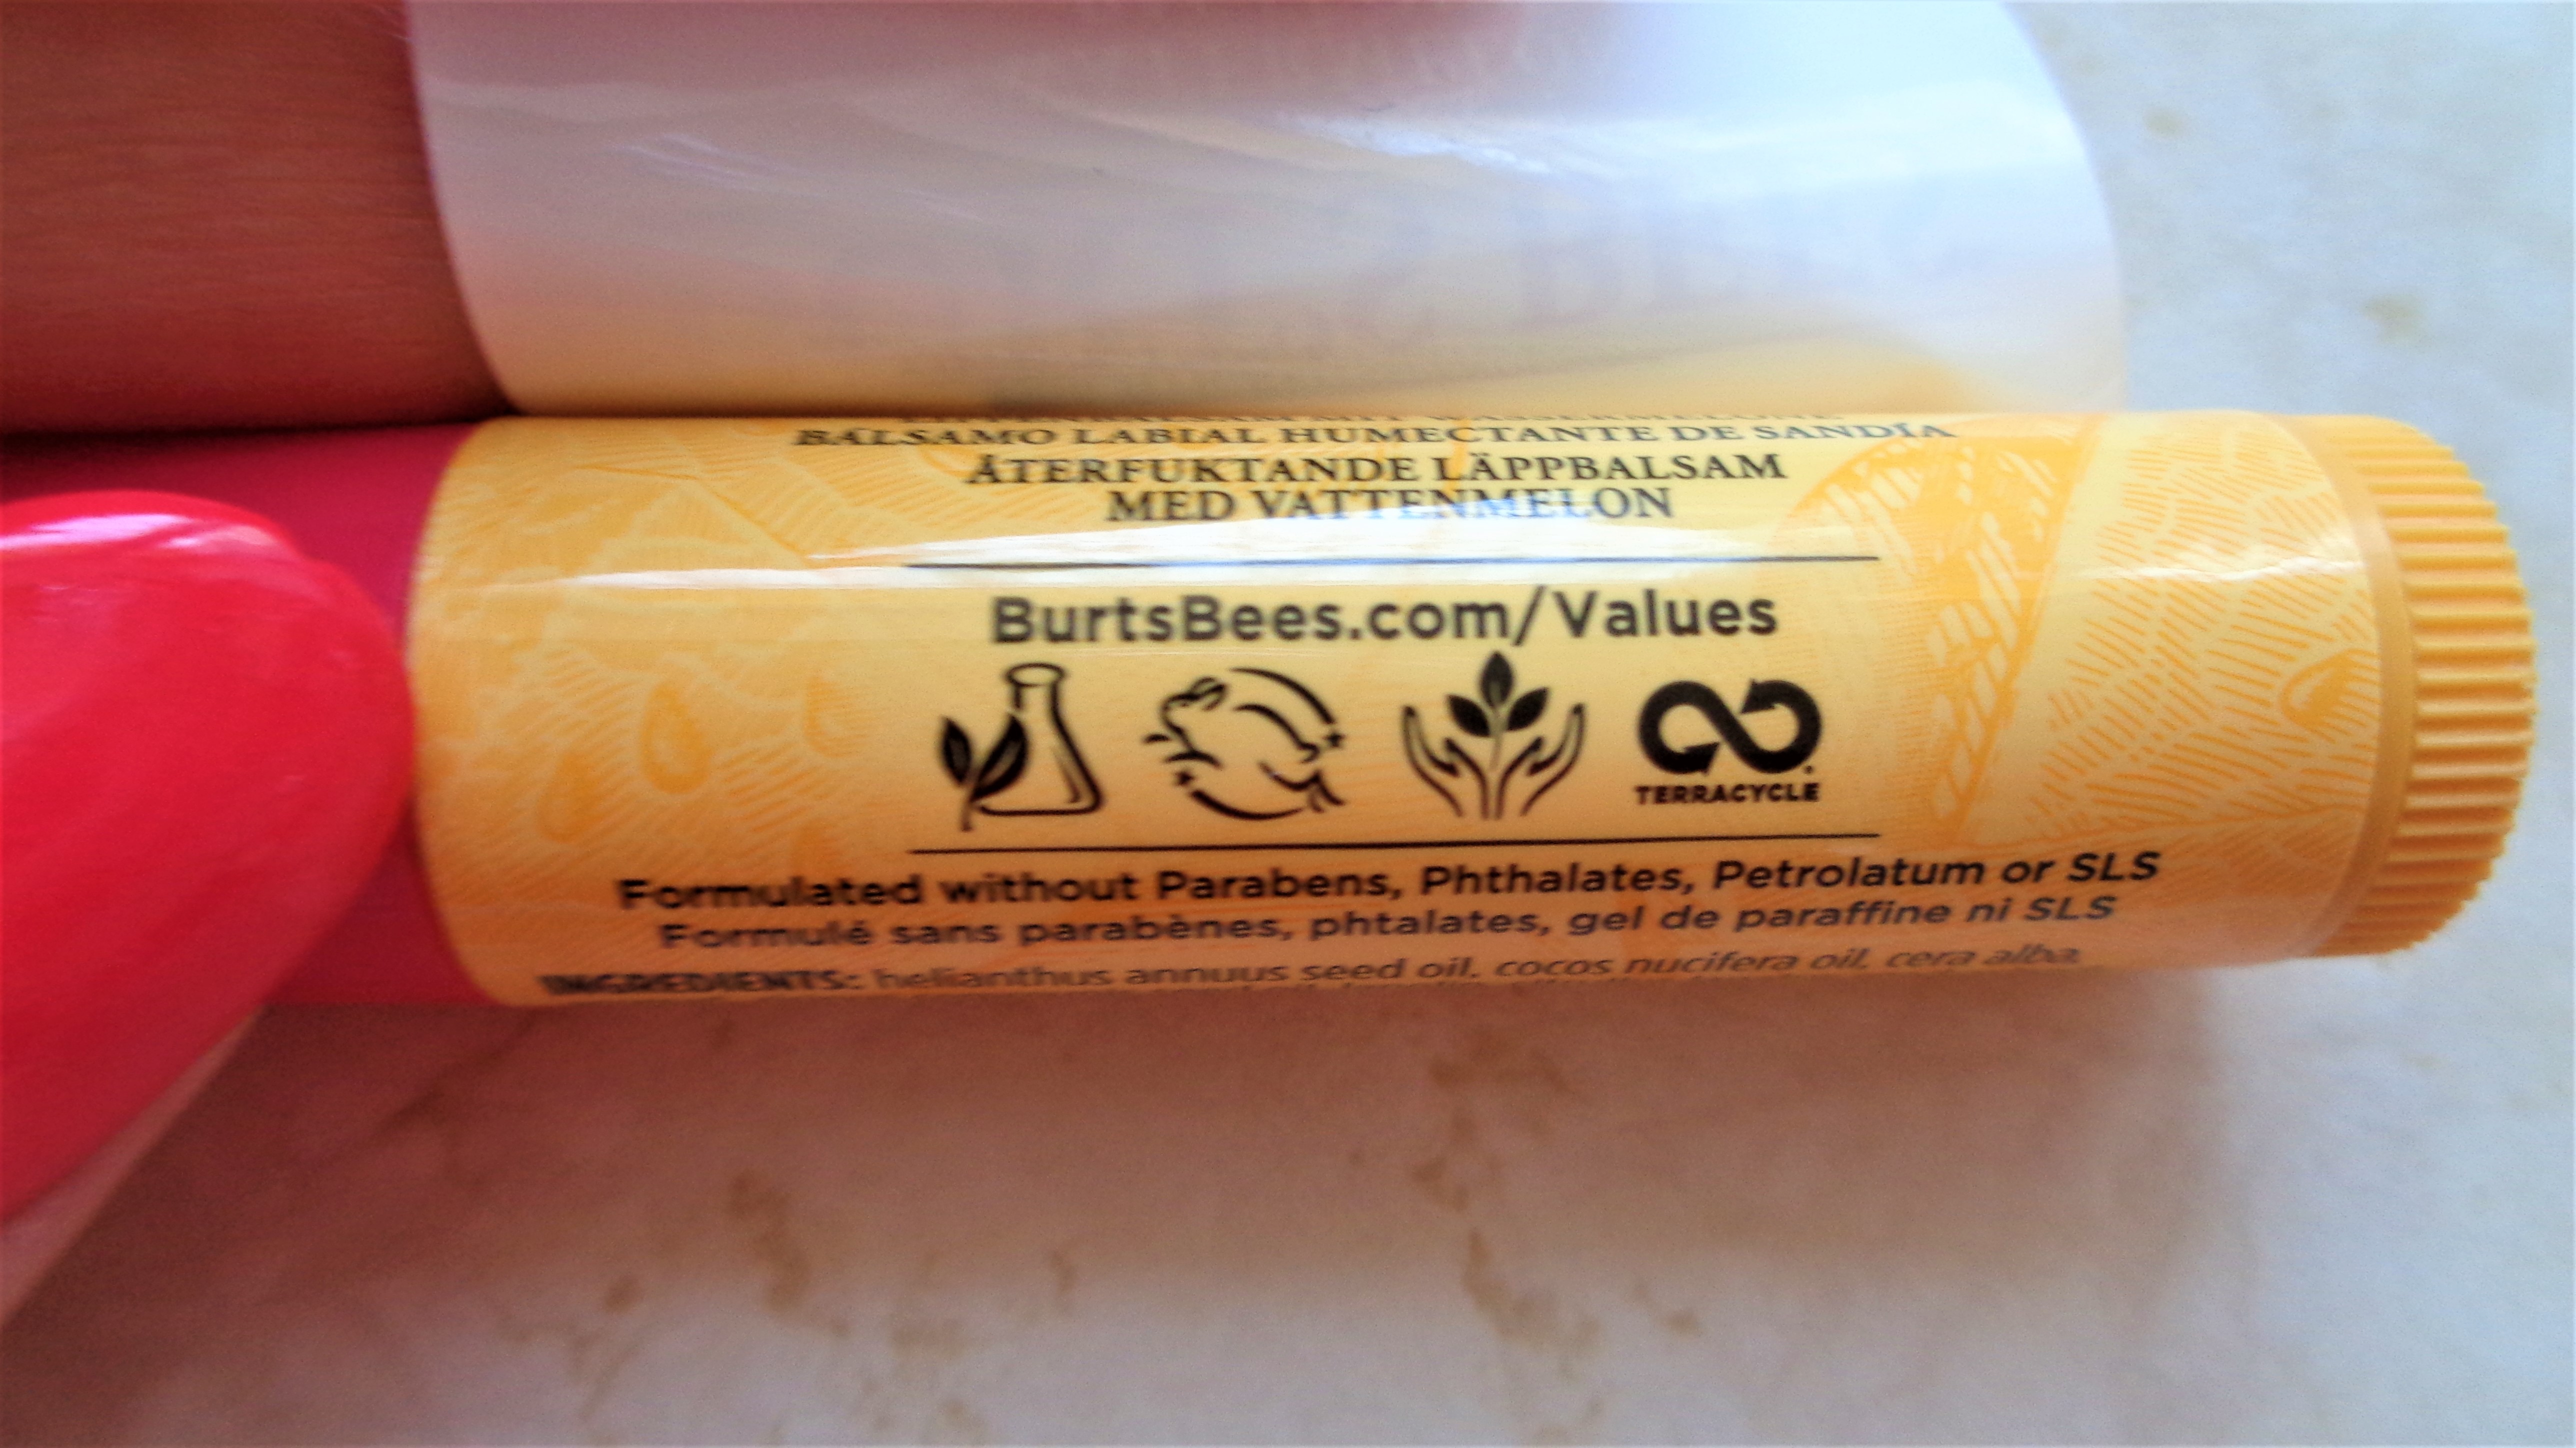 BÁLSAMO LABIAL HUMECTANTE DE SANDÍA
ÅTERFUKTANDE LÄPPBALSAM
MED VATTENMELON
BurtsBees.com/Values
TERRACYCLE
Formulated without Parabens, Phthalates, Petrolatum or SLS
Formulé sans parabènes, phtalates, gel de paraffine ni SLS
INGREDIENTS: helianthus annuus seed oil, cocos nucifera oil, cera alba,